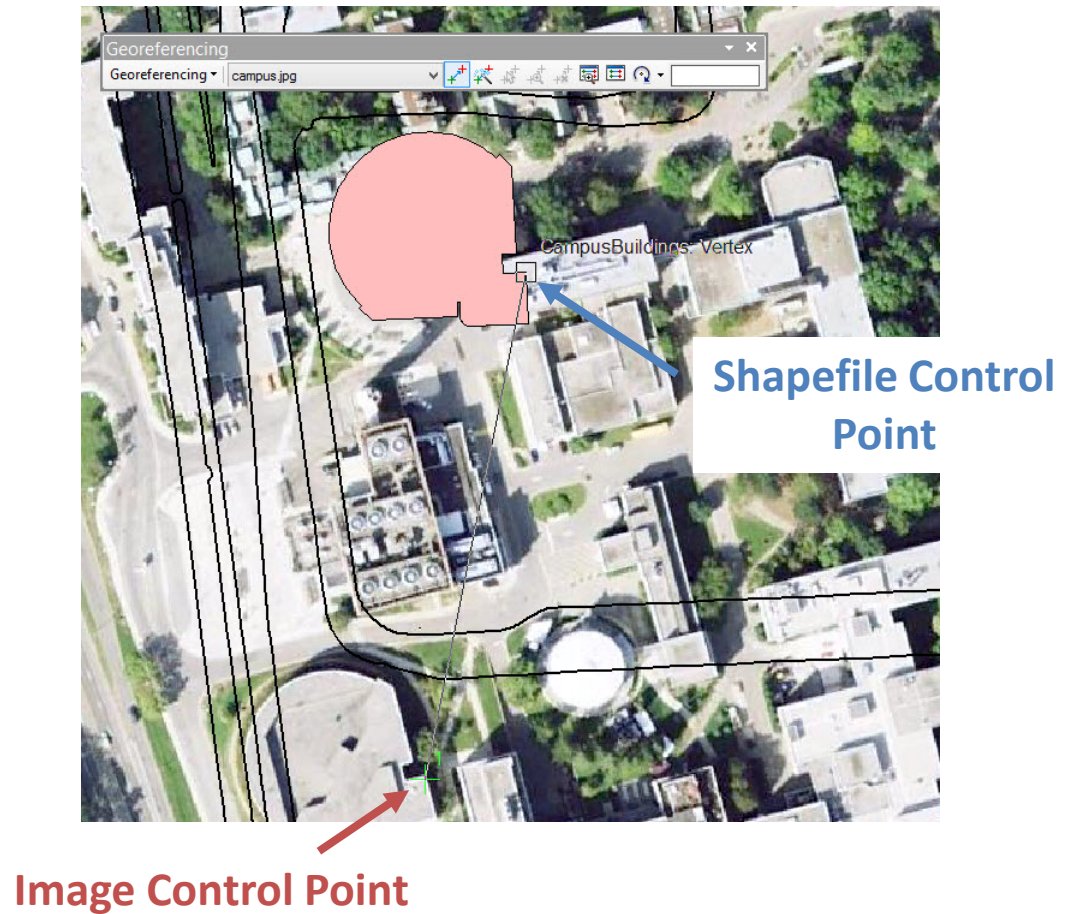 Georeferencing
Georeferencing
campus.jpg
CampusBuildings: Vertex
Shapefile Control
Point
Image Control Point